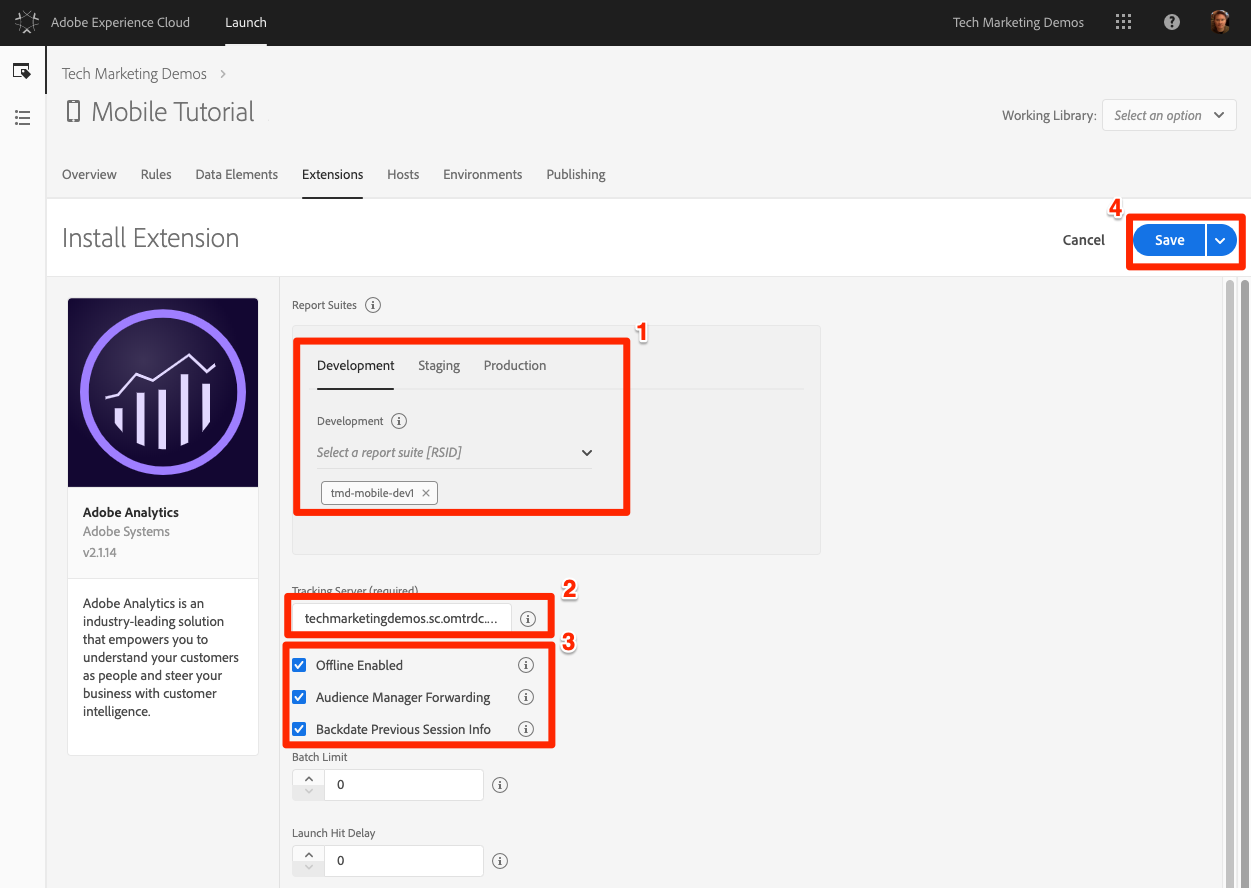 Adobe Experience Cloud
Launch
Tech Marketing Demos
Tech Marketing Demos
Mobile Tutorial
Working Library:
Select an option
Overview
Rules
Data Elements
Extensions
Hosts
Environments
Publishing
Install Extension
Cancel
4
Save
Adobe Analytics
Adobe Systems
v2.1.14
Adobe Analytics is an
industry-leading solution
that empowers you to
understand your customers
as people and steer your
business with customer
intelligence.
Report Suites
1
Development
Staging
Production
Development
Select a report suite [RSID]
tmd-mobile-dev1
Tracking Server (required)
2
techmarketingdemos.sc.omtrdc....
3
Offline Enabled
Audience Manager Forwarding
Backdate Previous Session Info
Batch Limit
0
Launch Hit Delay
0